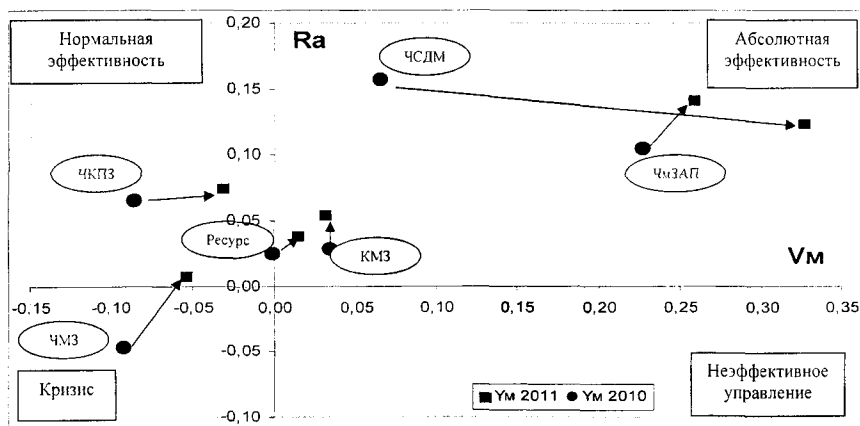 Нормальная
эффективность
0,20
Ra
ЧСДМ
Абсолютная
эффективность
0,15
0,10
ЧКПЗ
ЧмЗАП
0,05
Ресурс
КМЗ
Vм
0,00
-0,15 -0,10 -0,05 0,00 0,05 0,10 0,15 0,20 0,25 0,30 0,35
ЧМЗ
-0,05
Кризис
Yм 2011 Yм 2010
Неэффективное
управление
-0,10